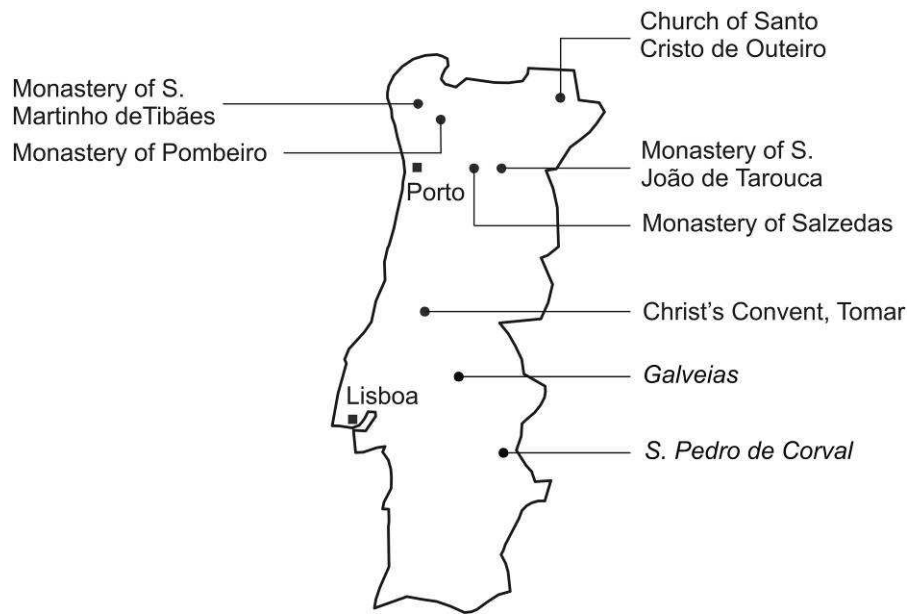 Church of Santo
Cristo de Outeiro
Monastery of S.
Martinho deTibães
Monastery of Pombeiro
Monastery of S.
João de Tarouca
Porto
Monastery of Salzedas
Christ's Convent, Tomar
Galveias
Lisboa
S. Pedro de Corval